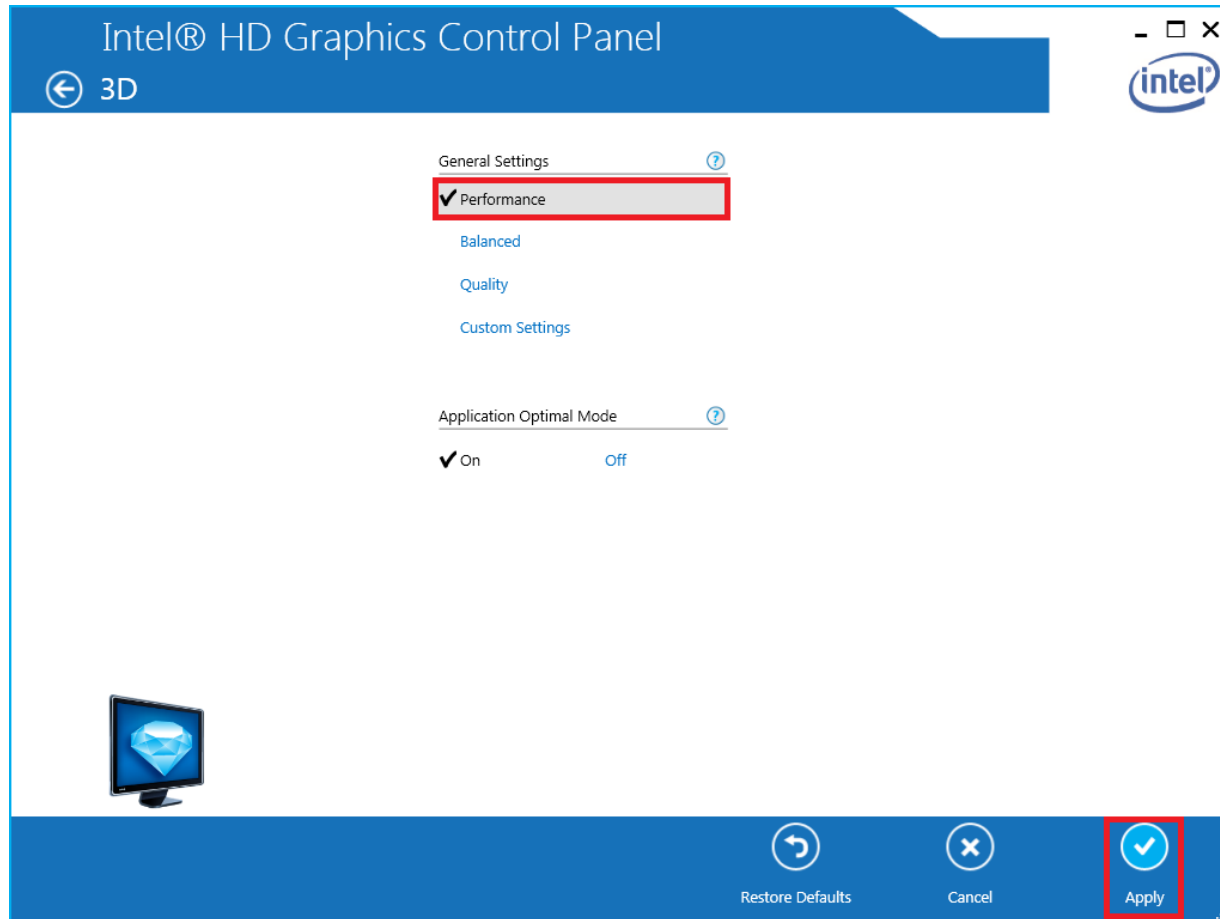 Intel® HD Graphics Control Panel
3D
intel®
General Settings ?
Performance
Balanced
Quality
Custom Settings
Application Optimal Mode ?
On Off
Restore Defaults Cancel Apply